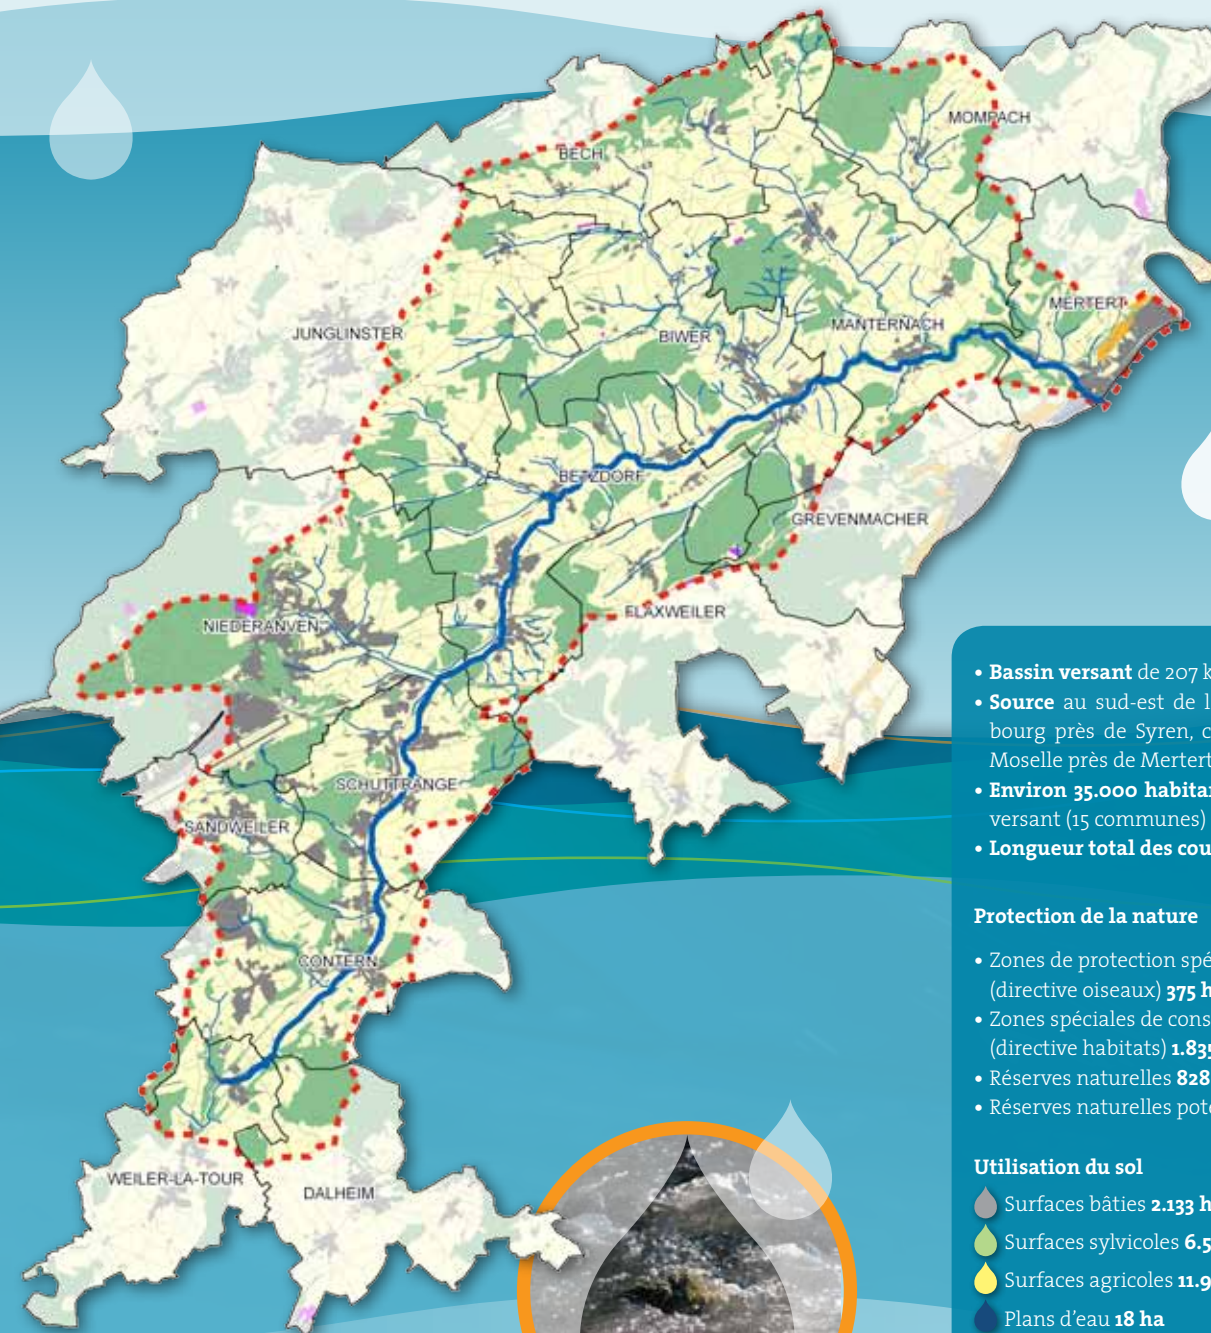 MOMPACH
BECH
MERTERT
JUNGLINSTER
BIWER
MANTERNACH
BETZDORF
GREVENMACHER
FLAXWEILER
NIEDERANVEN
SCHUTTRANGE
SANDWEILER
CONTERN
WEILER-LA-TOUR
DALHEIM
• Bassin versant de 207 k
• Source au sud-est de l
bourg près de Syren, c
Moselle près de Mertert
• Environ 35.000 habitan
versant (15 communes)
• Longueur total des cou
Protection de la nature
• Zones de protection spé
(directive oiseaux) 375 h
• Zones spéciales de cons
(directive habitats) 1.835
• Réserves naturelles 828
• Réserves naturelles pote
Utilisation du sol
Surfaces bâties 2.133 h
Surfaces sylvicoles 6.5
Surfaces agricoles 11.9
Plans d'eau 18 ha